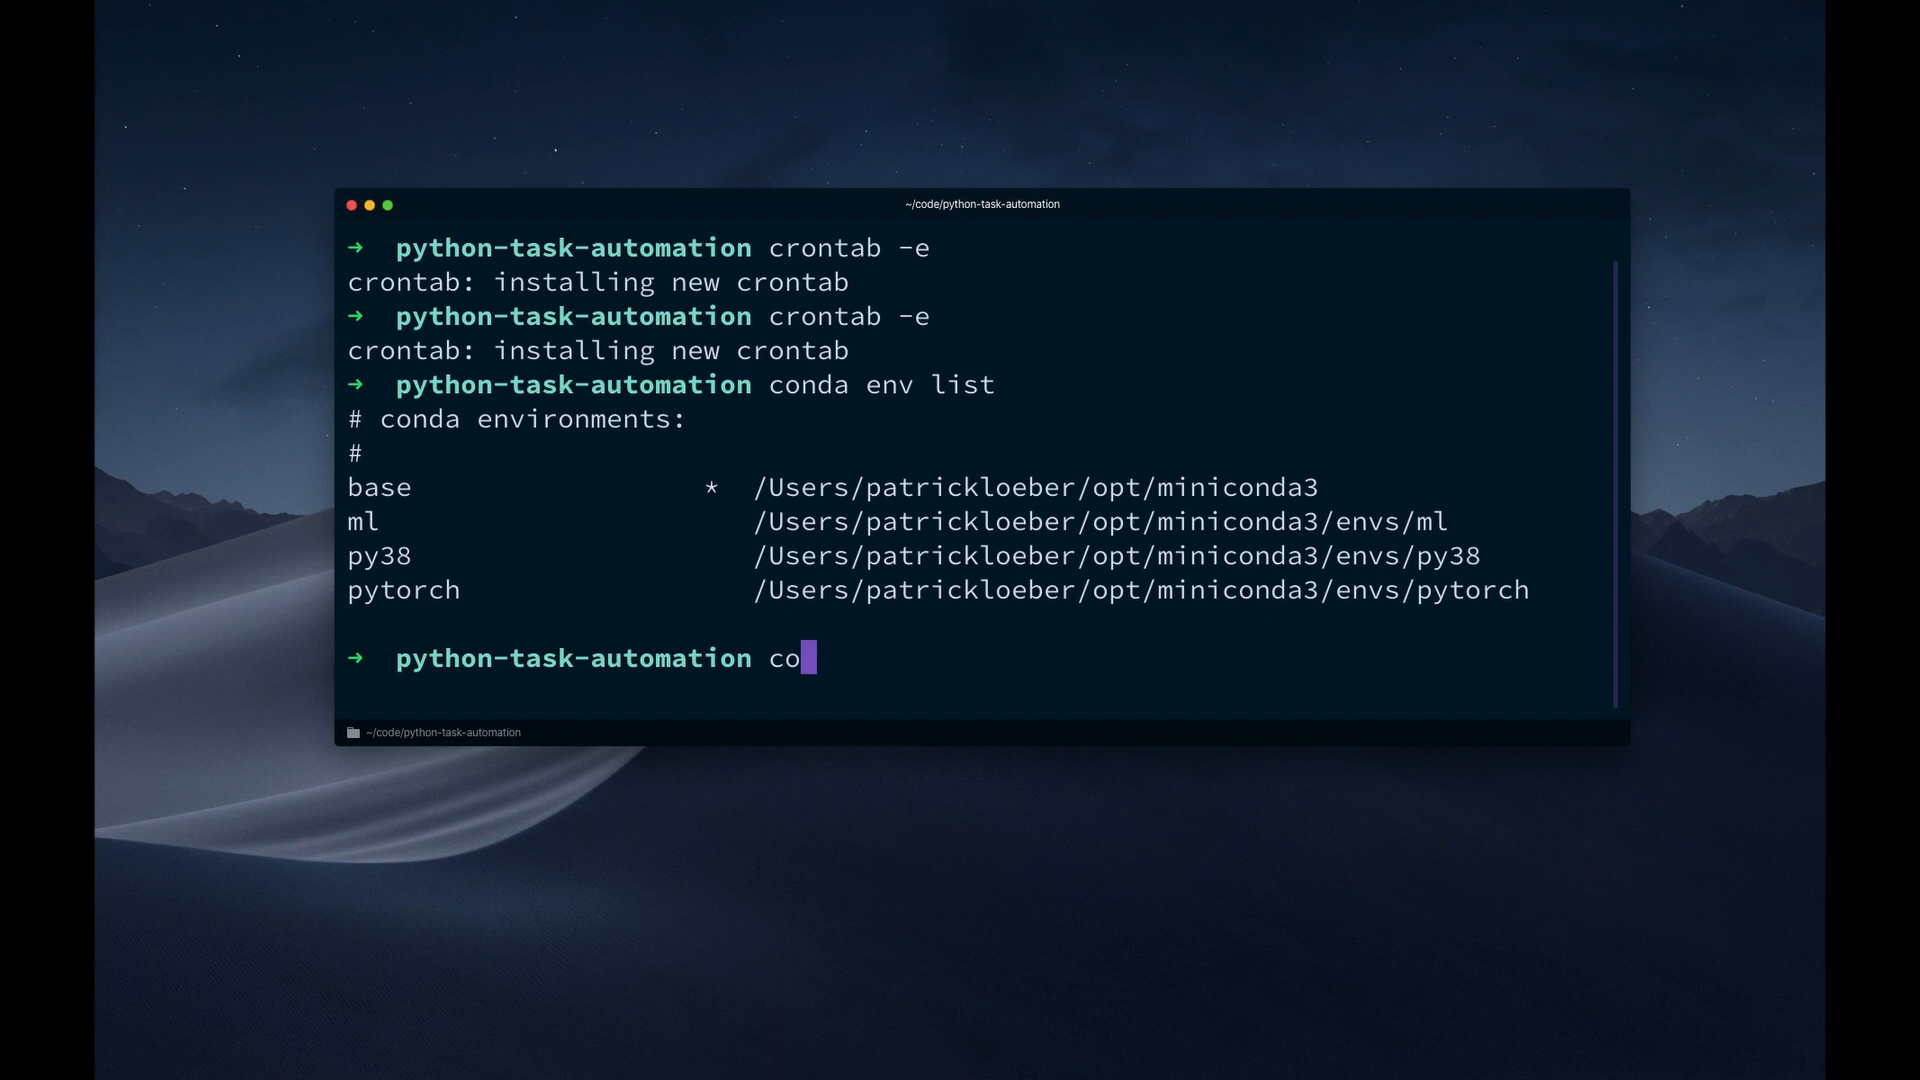 ~/code/python-task-automation
→ python-task-automation crontab -e
crontab: installing new crontab
→ python-task-automation crontab -e
crontab: installing new crontab
→ python-task-automation conda env list
# conda environments:
#
base * /Users/patrickloeber/opt/miniconda3
ml /Users/patrickloeber/opt/miniconda3/envs/ml
py38 /Users/patrickloeber/opt/miniconda3/envs/py38
pytorch /Users/patrickloeber/opt/miniconda3/envs/pytorch
→ python-task-automation co
~/code/python-task-automation